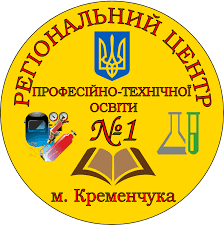 РЕГІОНАЛЬНИЙ ЦЕНТР
ПРОФЕСІЙНО-ТЕХНІЧНОЇ
ОСВІТИ
№1
м. Кременчука